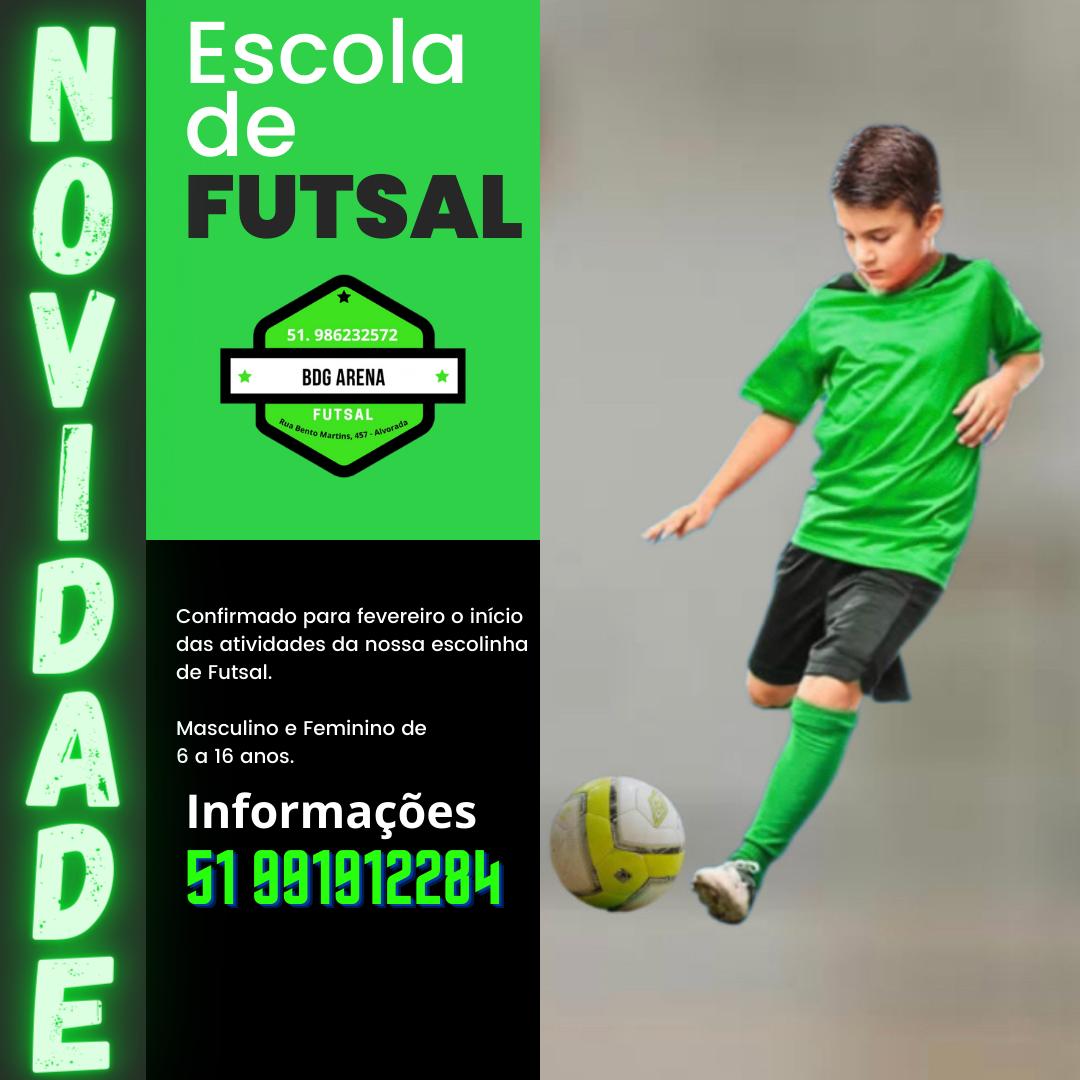 NOVIDADE
Escola
de
FUTSAL
51. 986232572
BDG ARENA
FUTSAL
Rua Bento Martins, 457 - Alvorada
Confirmado para fevereiro o início
das atividades da nossa escolinha
de Futsal.
Masculino e Feminino de
6 a 16 anos.
Informações
51 991912284